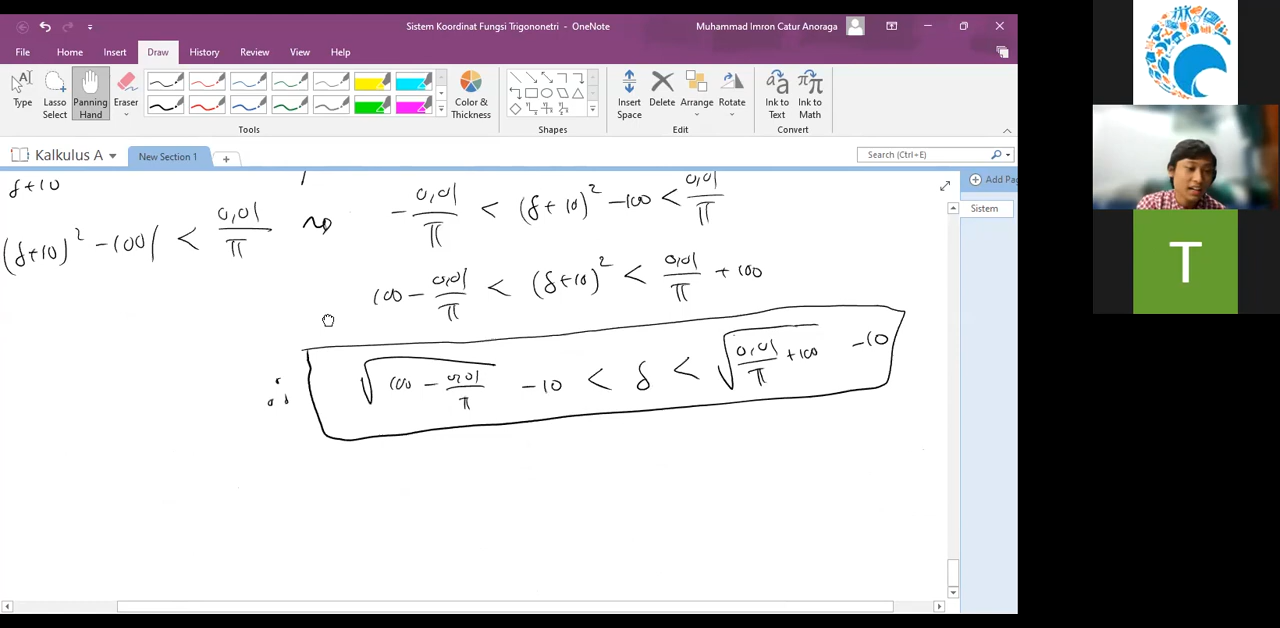 Sistem Koordinat Fungsi Trigononetri - OneNote
Muhammad Imron Catur Anoraga
File Home Insert Draw History Review View Help
Type
Lasso Select
Panning Hand
Eraser
Color & Thickness
Insert Space
Delete
Arrange
Rotate
Ink to Text
Ink to Math
Tools
Shapes
Edit
Convert
Kalkulus A
New Section 1
+
Search (Ctrl+E)
Add Pag
Sistem
δ+10
(δ+10)² -100| < 0,01/π ⇝ -0,01/π < (δ+10)² -100 < 0,01/π
100 - 0,01/π < (δ+10)² < 0,01/π + 100
∴ √(100 - 0,01/π) -10 < δ < √(0,01/π +100) -10
T